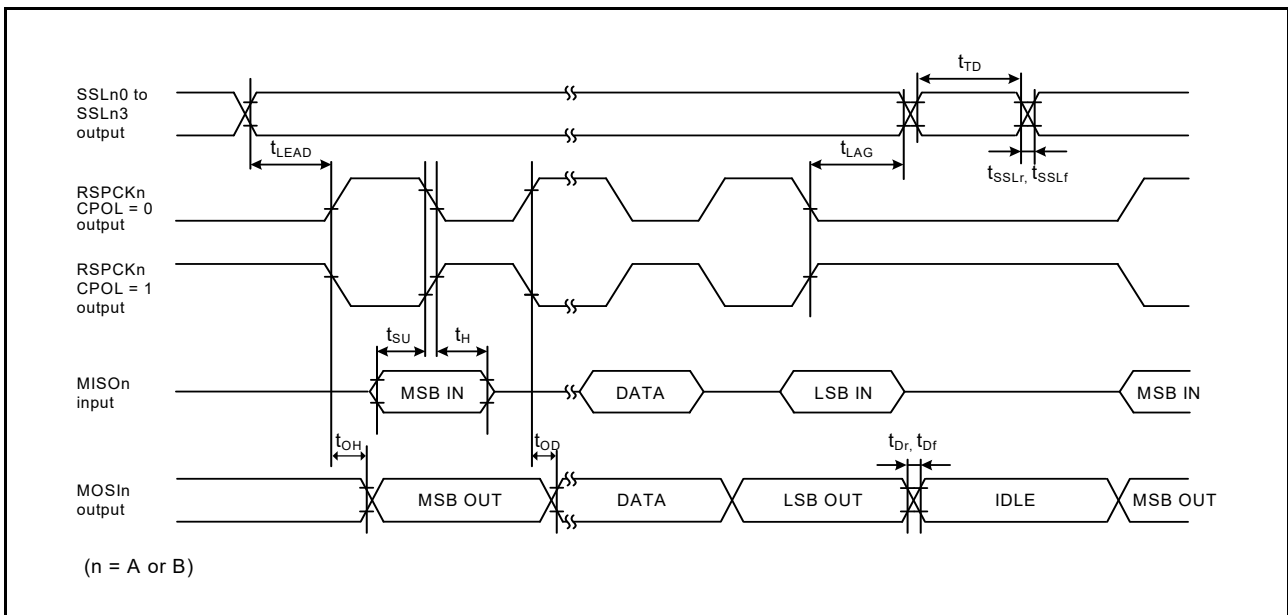 tTD
SSLn0 to
SSLn3
output
tLEAD
tLAG
tSSLr, tSSLf
RSPCKn
CPOL = 0
output
RSPCKn
CPOL = 1
output
tSU
tH
MISOn
input
MSB IN
DATA
LSB IN
MSB IN
tOH
tOD
tDr, tDf
MOSIn
output
MSB OUT
DATA
LSB OUT
IDLE
MSB OUT
(n = A or B)